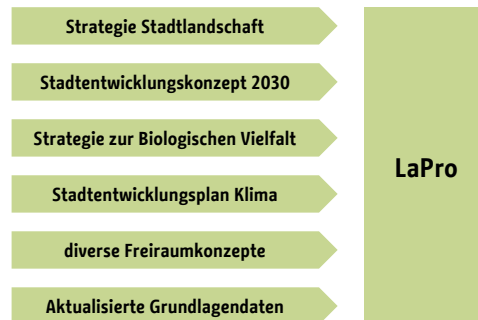 Strategie Stadtlandschaft
Stadtentwicklungskonzept 2030
Strategie zur Biologischen Vielfalt
Stadtentwicklungsplan Klima
diverse Freiraumkonzepte
Aktualisierte Grundlagendaten
LaPro